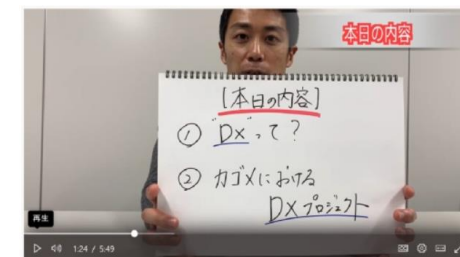 本日の内容
【本日の内容】
① "DX"って?
② カゴメにおける
DXプロジェクト
再生
1:24 / 5:49